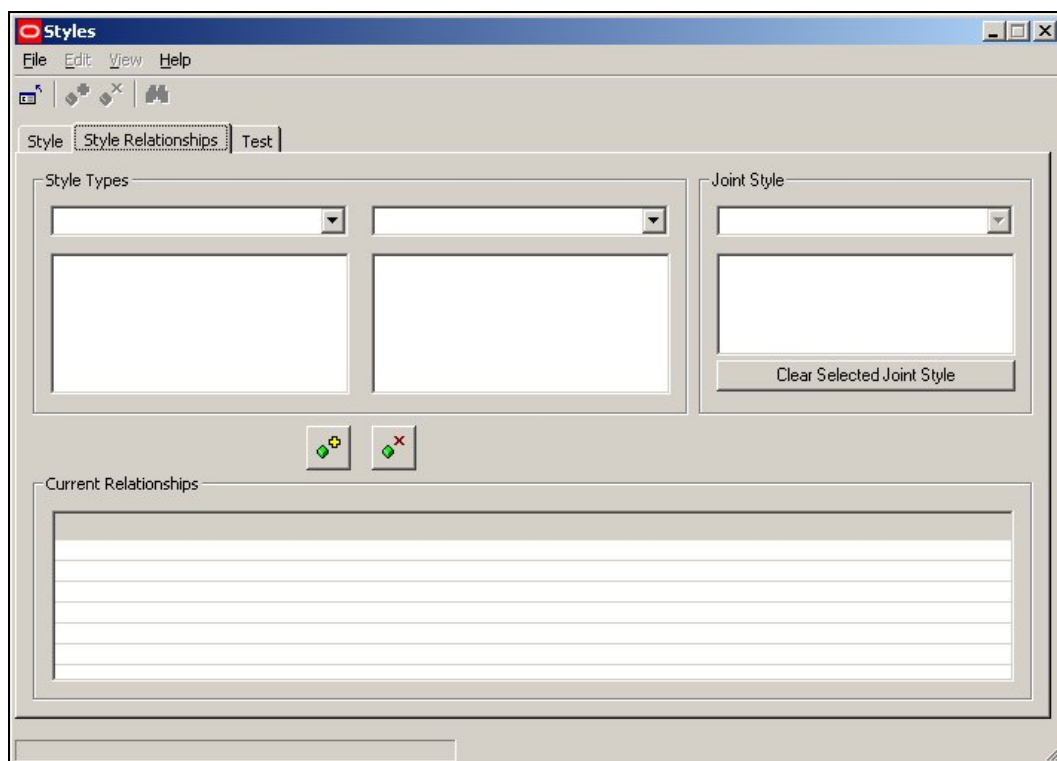 Styles
File Edit View Help
Style Style Relationships Test
Style Types
Joint Style
Clear Selected Joint Style
Current Relationships